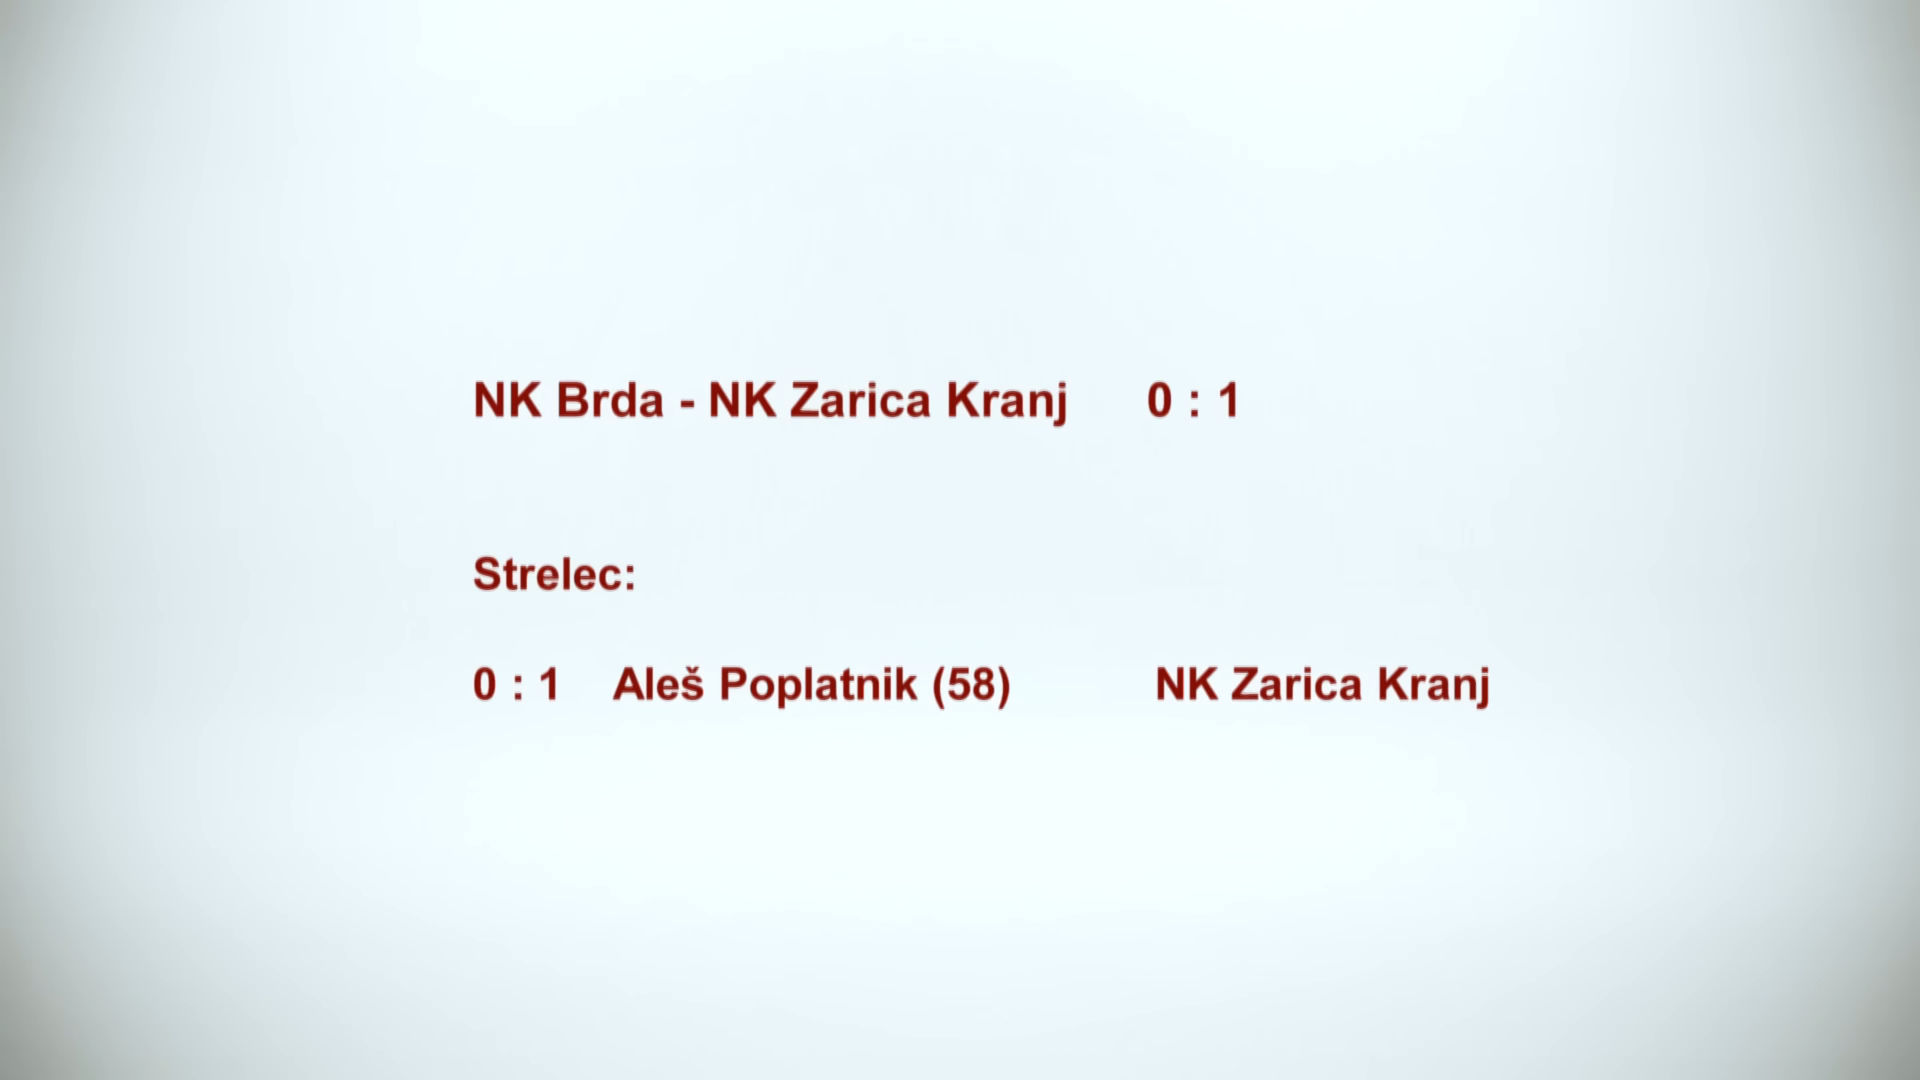 NK Brda - NK Zarica Kranj 0 : 1
Strelec:
0 : 1 Aleš Poplatnik (58) NK Zarica Kranj